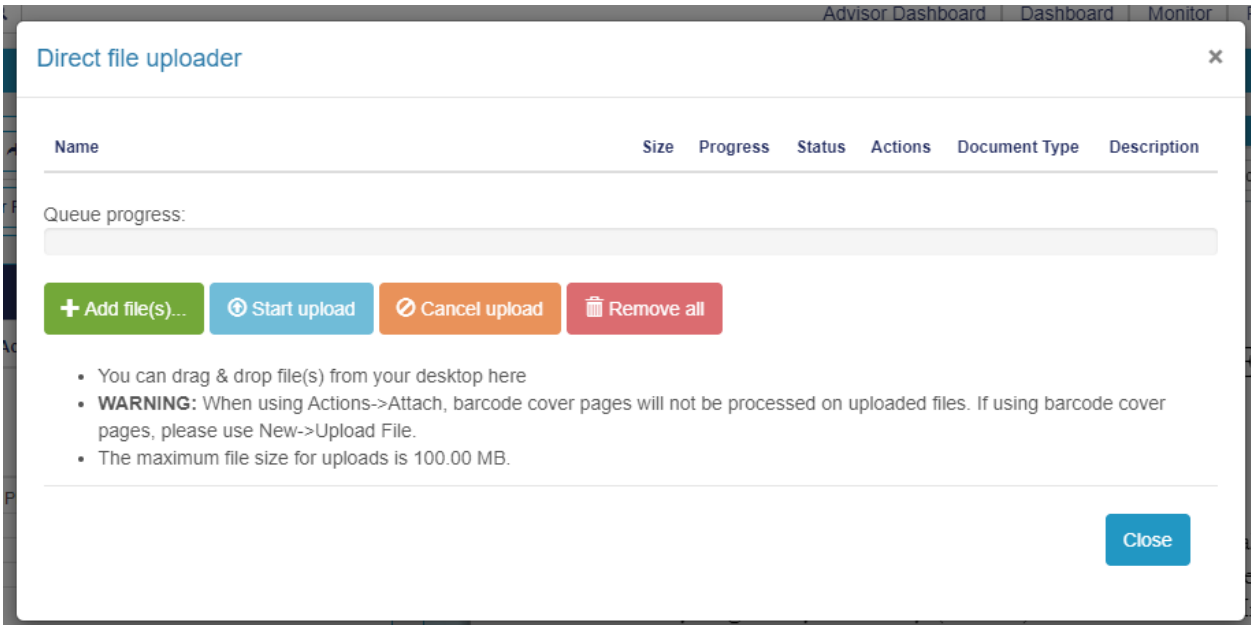 Advisor Dashboard | Dashboard | Monitor |
Direct file uploader ×
Name Size Progress Status Actions Document Type Description
Queue progress:
Add file(s)... Start upload Cancel upload Remove all
• You can drag & drop file(s) from your desktop here
• WARNING: When using Actions->Attach, barcode cover pages will not be processed on uploaded files. If using barcode cover
pages, please use New->Upload File.
• The maximum file size for uploads is 100.00 MB.
Close